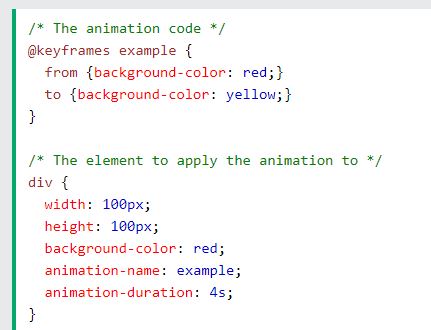 /* The animation code */
@keyframes example {
  from {background-color: red;}
  to {background-color: yellow;}
}

/* The element to apply the animation to */
div {
  width: 100px;
  height: 100px;
  background-color: red;
  animation-name: example;
  animation-duration: 4s;
}